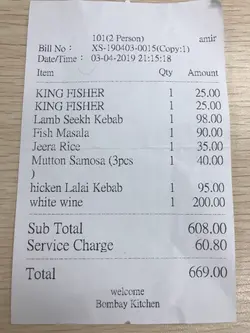 101(2 Person) amir
Bill No : XS-190403-0015(Copy:1)
Date/Time : 03-04-2019 21:15:18
Item Qty Amount
KING FISHER 1 25.00
KING FISHER 1 25.00
Lamb Seekh Kebab 1 98.00
Fish Masala 1 90.00
Jeera Rice 1 35.00
Mutton Samosa (3pcs 1 40.00
)
hicken Lalai Kebab 1 95.00
white wine 1 200.00
Sub Total 608.00
Service Charge 60.80
Total 669.00
welcome
Bombay Kitchen